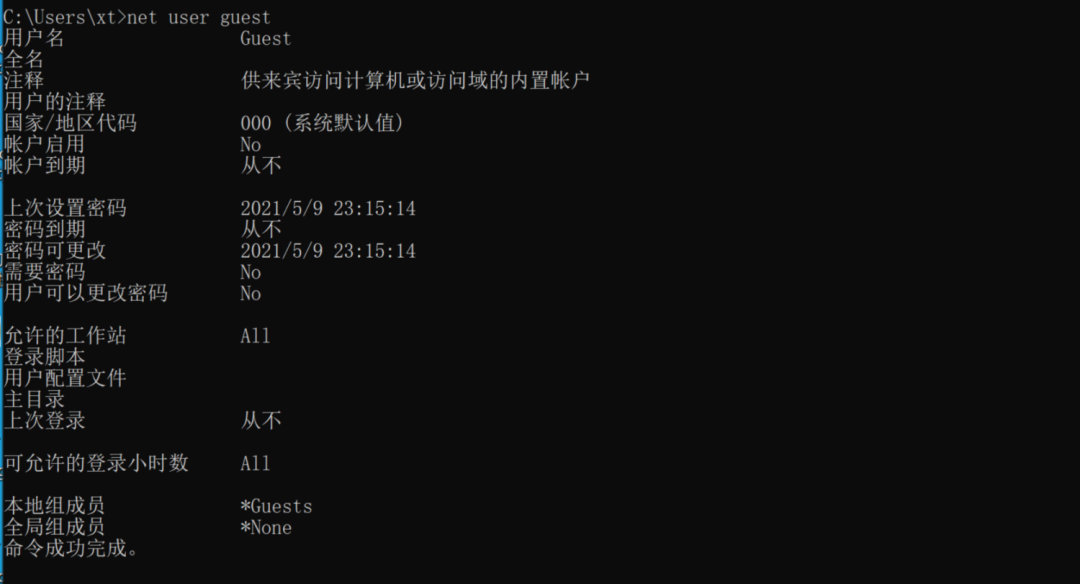 C:\Users\xt>net user guest
用户名 Guest
全名
注释 供来宾访问计算机或访问域的内置帐户
用户的注释
国家/地区代码 000 (系统默认值)
帐户启用 No
帐户到期 从不
上次设置密码 2021/5/9 23:15:14
密码到期 从不
密码可更改 2021/5/9 23:15:14
需要密码 No
用户可以更改密码 No
允许的工作站 All
登录脚本
用户配置文件
主目录
上次登录 从不
可允许的登录小时数 All
本地组成员 *Guests
全局组成员 *None
命令成功完成。